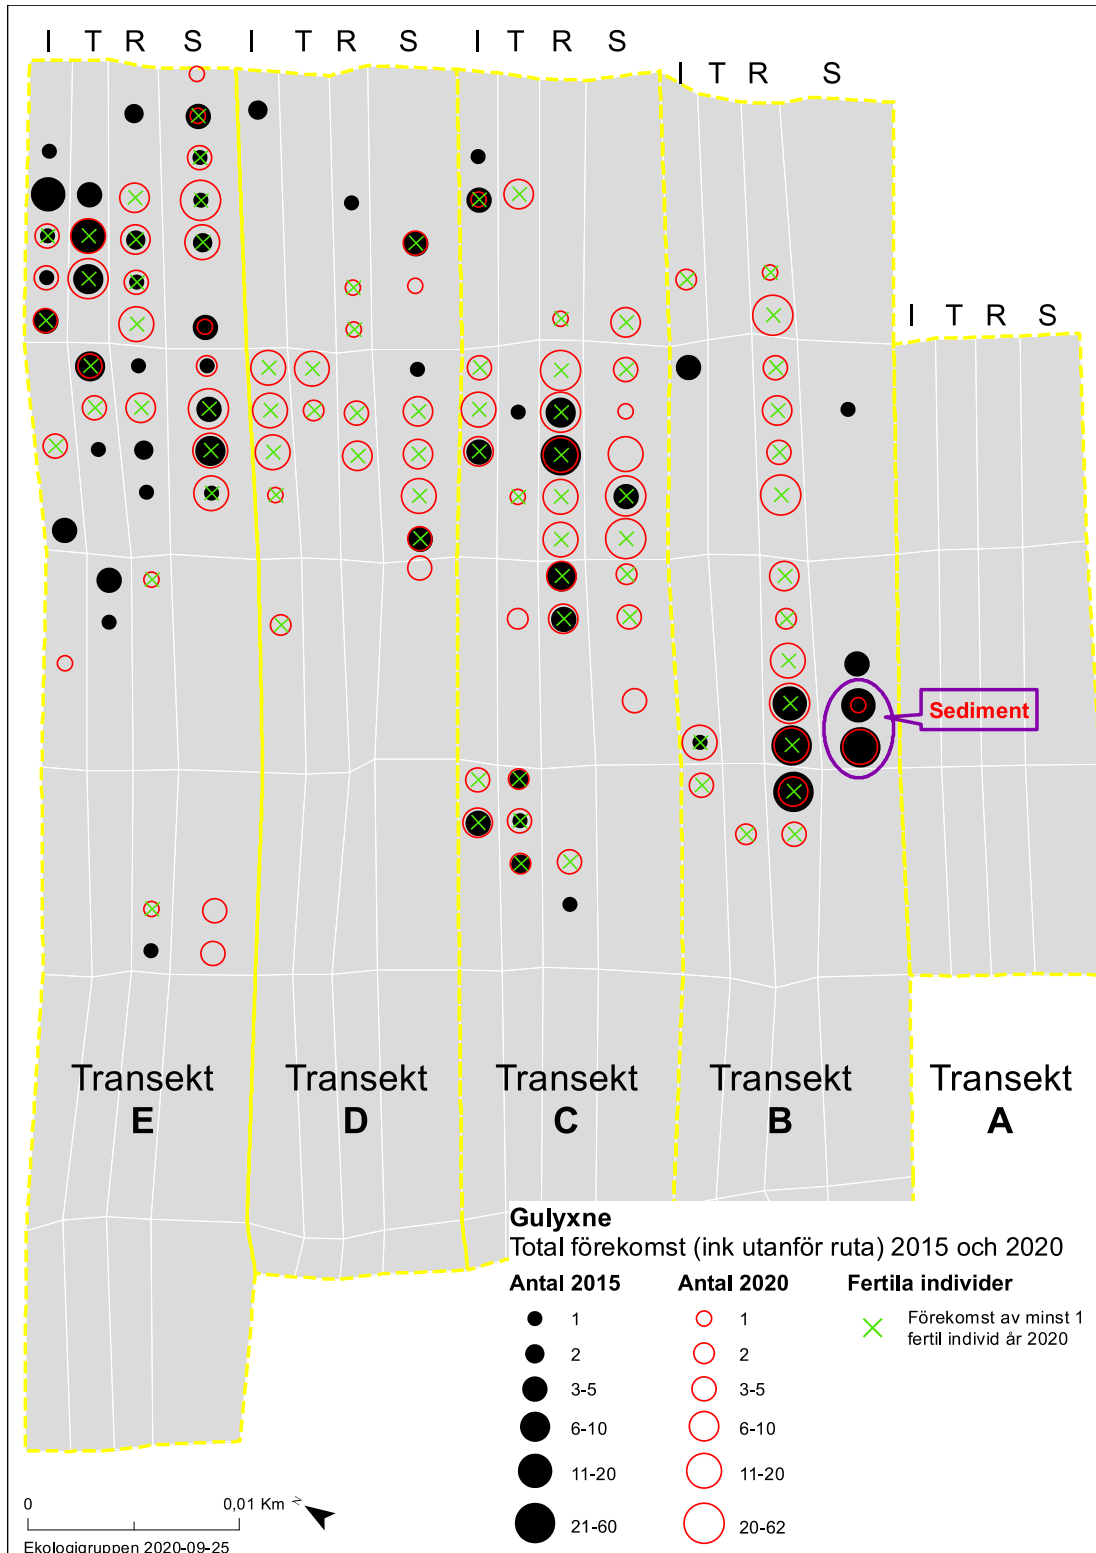 I T R S I T R S I T R S
I T R S
I T R S
Sediment
Transekt E
Transekt D
Transekt C
Transekt B
Transekt A
Gulyxne
Total förekomst (ink utanför ruta) 2015 och 2020
Antal 2015 Antal 2020 Fertila individer
1 1 Förekomst av minst 1
fertil individ år 2020
2 2
3-5 3-5
6-10 6-10
11-20 11-20
21-60 20-62
0 0,01 Km N
Ekologigruppen 2020-09-25